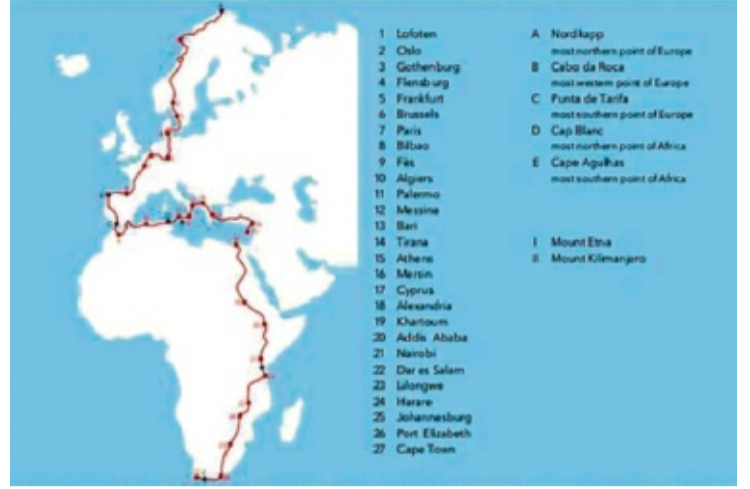 1 Lofoten
2 Oslo
3 Gothenburg
4 Flensburg
5 Frankfurt
6 Brussels
7 Paris
8 Bilbao
9 Fès
10 Algiers
11 Palermo
12 Messina
13 Bari
14 Tirana
15 Athens
16 Mersin
17 Cyprus
18 Alexandria
19 Khartoum
20 Addis Ababa
21 Nairobi
22 Dar es Salam
23 Lilongwe
24 Harare
25 Johannesburg
26 Port Elizabeth
27 Cape Town
A Nordkapp
most northern point of Europe
B Cabo da Roca
most western point of Europe
C Punta de Tarifa
most southern point of Europe
D Cap Blanc
most northern point of Africa
E Cape Agulhas
most southern point of Africa
I Mount Etna
II Mount Kilimanjaro